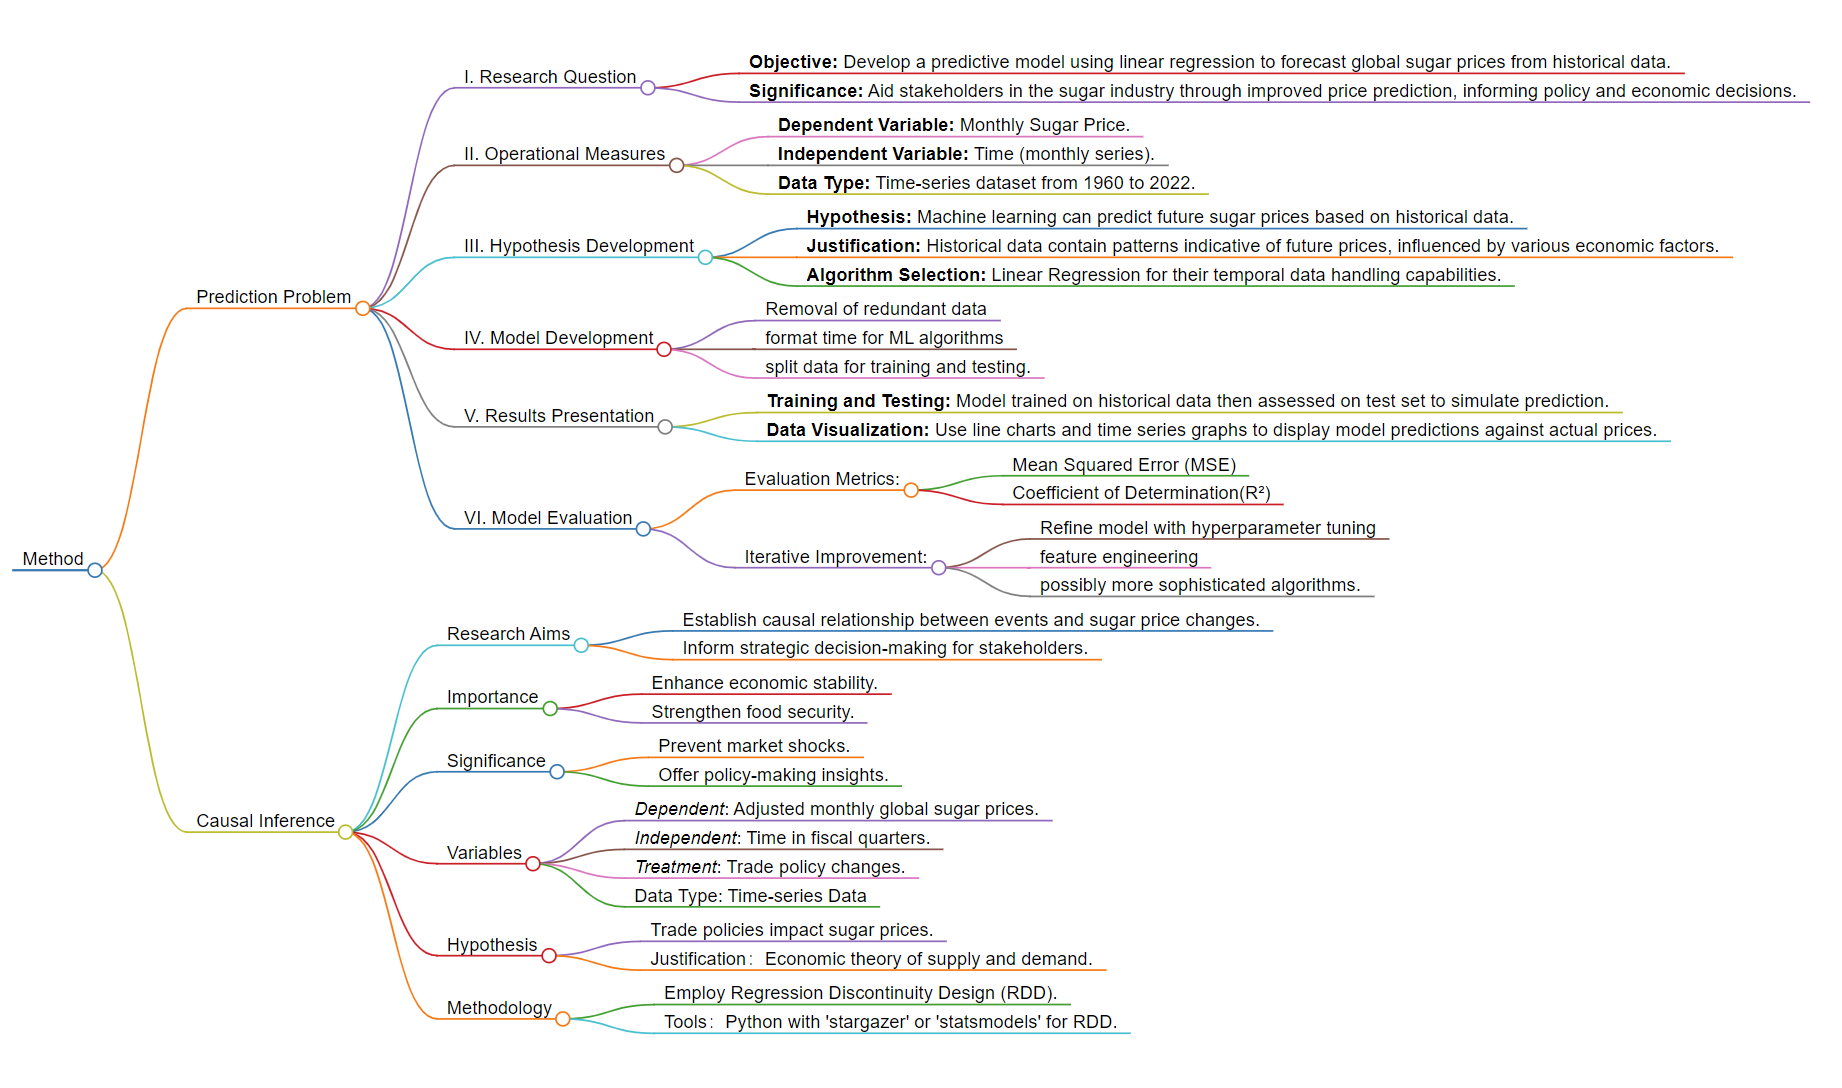 Method
Prediction Problem
I. Research Question
Objective: Develop a predictive model using linear regression to forecast global sugar prices from historical data.
Significance: Aid stakeholders in the sugar industry through improved price prediction, informing policy and economic decisions.
II. Operational Measures
Dependent Variable: Monthly Sugar Price.
Independent Variable: Time (monthly series).
Data Type: Time-series dataset from 1960 to 2022.
III. Hypothesis Development
Hypothesis: Machine learning can predict future sugar prices based on historical data.
Justification: Historical data contain patterns indicative of future prices, influenced by various economic factors.
Algorithm Selection: Linear Regression for their temporal data handling capabilities.
IV. Model Development
Removal of redundant data
format time for ML algorithms
split data for training and testing.
V. Results Presentation
Training and Testing: Model trained on historical data then assessed on test set to simulate prediction.
Data Visualization: Use line charts and time series graphs to display model predictions against actual prices.
VI. Model Evaluation
Evaluation Metrics:
Mean Squared Error (MSE)
Coefficient of Determination(R²)
Iterative Improvement:
Refine model with hyperparameter tuning
feature engineering
possibly more sophisticated algorithms.
Causal Inference
Research Aims
Establish causal relationship between events and sugar price changes.
Inform strategic decision-making for stakeholders.
Importance
Enhance economic stability.
Strengthen food security.
Significance
Prevent market shocks.
Offer policy-making insights.
Variables
Dependent: Adjusted monthly global sugar prices.
Independent: Time in fiscal quarters.
Treatment: Trade policy changes.
Data Type: Time-series Data
Hypothesis
Trade policies impact sugar prices.
Justification：Economic theory of supply and demand.
Methodology
Employ Regression Discontinuity Design (RDD).
Tools：Python with 'stargazer' or 'statsmodels' for RDD.